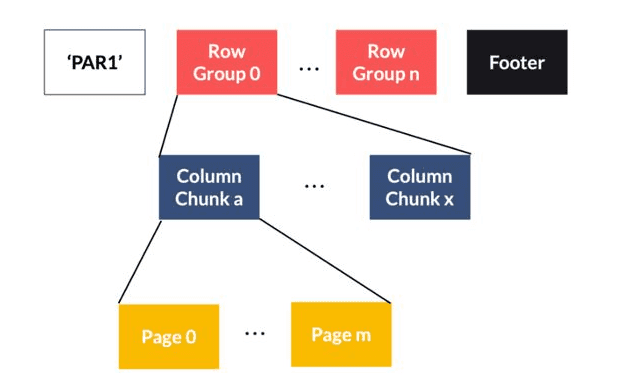 ‘PAR1’
Row
Group 0
...
Row
Group n
Footer
Column
Chunk a
...
Column
Chunk x
Page 0
...
Page m